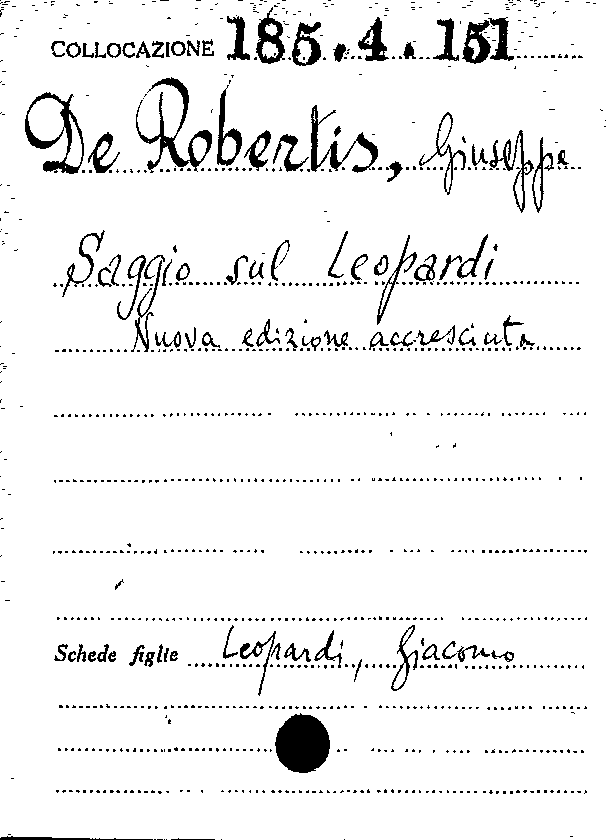 COLLOCAZIONE 185.4.151
De Robertis, Giuseppe
Saggio sul Leopardi
Nuova edizione accresciuta
Schede figlie Leopardi, Giacomo